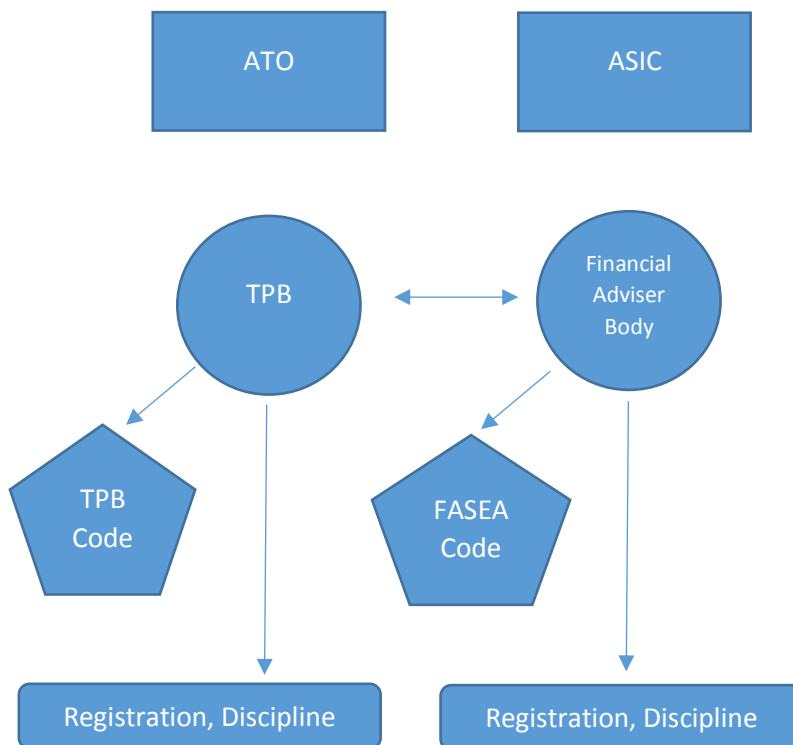 ATO
ASIC
TPB
Financial
Adviser
Body
TPB
Code
FASEA
Code
Registration, Discipline
Registration, Discipline